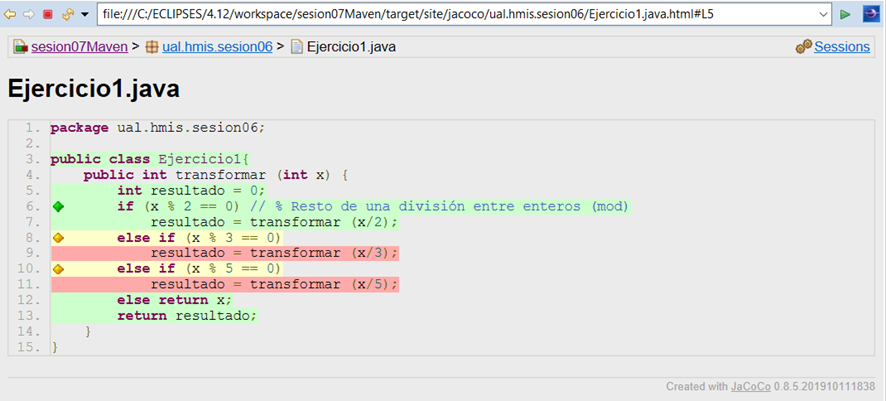 file:///C:/ECLIPSES/4.12/workspace/sesion07Maven/target/site/jacoco/ual.hmis.sesion06/Ejercicio1.java.html#L5
sesion07Maven > ual.hmis.sesion06 > Ejercicio1.java Sessions
Ejercicio1.java
1. package ual.hmis.sesion06;
2.
3. public class Ejercicio1{
4.     public int transformar (int x) {
5.         int resultado = 0;
6.         if (x % 2 == 0) // % Resto de una división entre enteros (mod)
7.             resultado = transformar (x/2);
8.         else if (x % 3 == 0)
9.             resultado = transformar (x/3);
10.         else if (x % 5 == 0)
11.             resultado = transformar (x/5);
12.         else return x;
13.         return resultado;
14.     }
15. }
Created with JaCoCo 0.8.5.201910111838